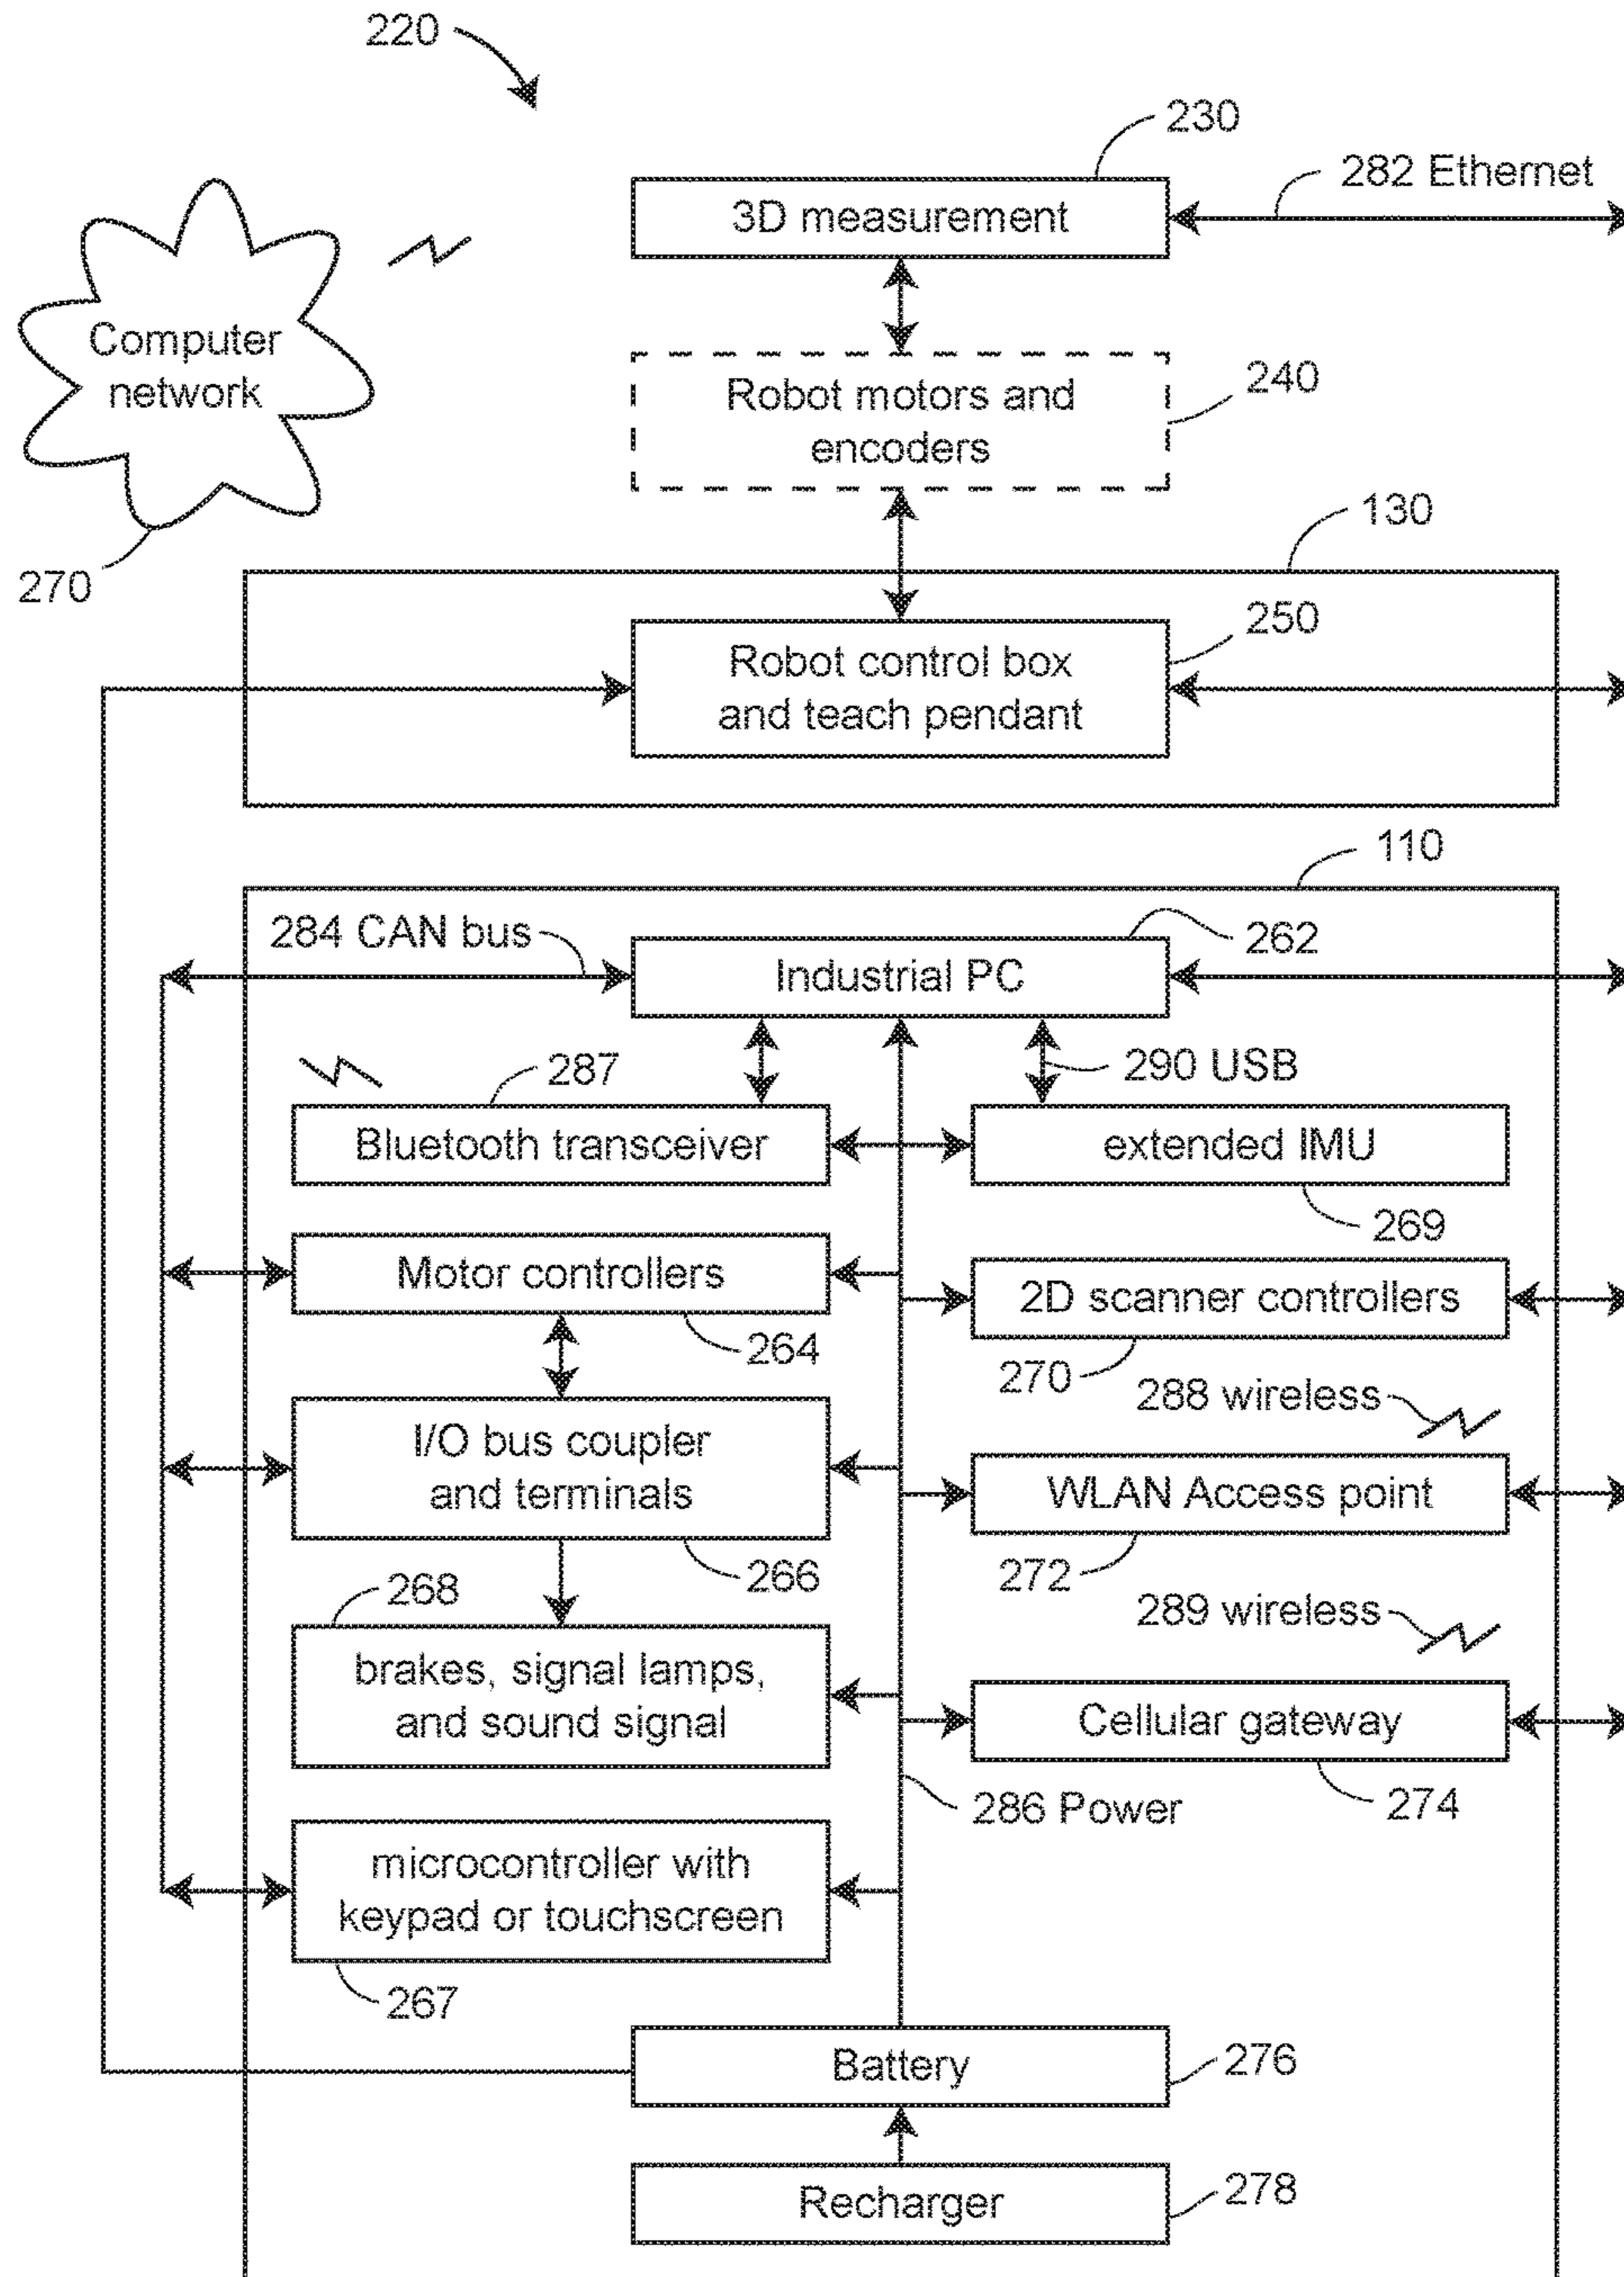 220
230
282 Ethernet
3D measurement
Computer
network
Robot motors and
encoders
240
270
130
250
Robot control box
and teach pendant
110
284 CAN bus
262
Industrial PC
287
290 USB
Bluetooth transceiver
extended IMU
269
Motor controllers
2D scanner controllers
264
270
288 wireless
I/O bus coupler
and terminals
WLAN Access point
266
272
268
289 wireless
brakes, signal lamps,
and sound signal
Cellular gateway
286 Power
274
microcontroller with
keypad or touchscreen
267
Battery
276
Recharger
278